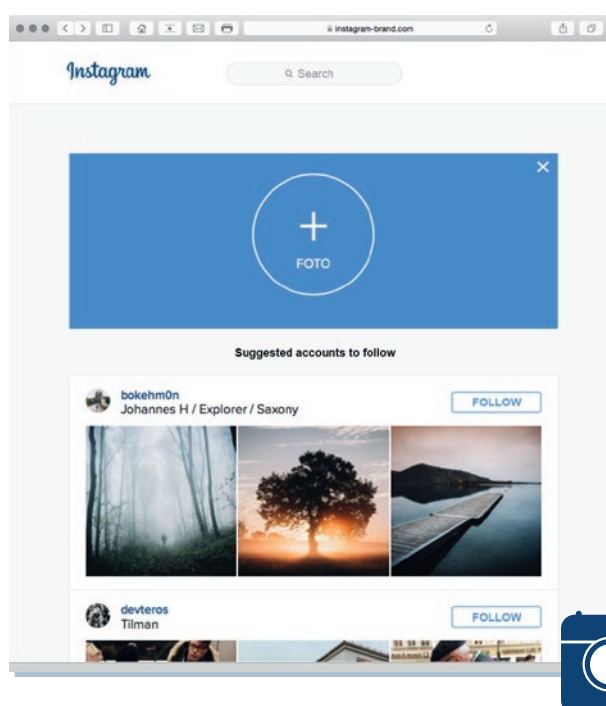 instagram-brand.com
Instagram
Search
+
FOTO
Suggested accounts to follow
bokehm0n
Johannes H / Explorer / Saxony
FOLLOW
devteros
Tilman
FOLLOW